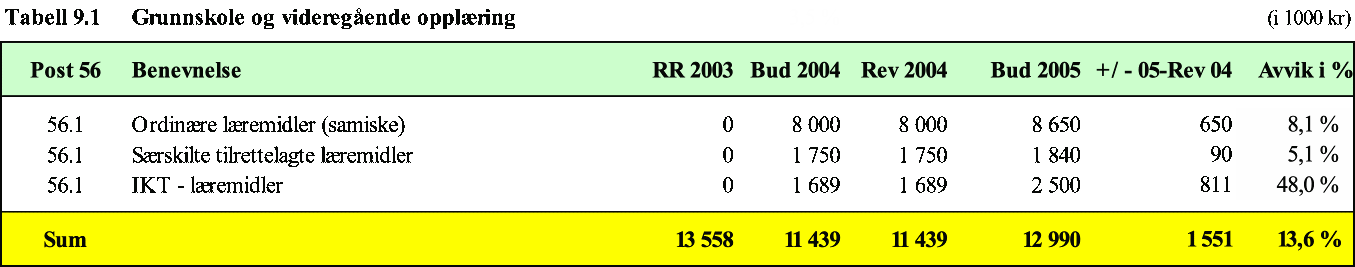 Tabell 9.1 Grunnskole og videregående opplæring (i 1000 kr)
Post 56 Benevnelse RR 2003 Bud 2004 Rev 2004 Bud 2005 +/ - 05-Rev 04 Avvik i %
56.1 Ordinære læremidler (samiske) 0 8 000 8 000 8 650 650 8,1 %
56.1 Særskilte tilrettelagte læremidler 0 1 750 1 750 1 840 90 5,1 %
56.1 IKT - læremidler 0 1 689 1 689 2 500 811 48,0 %
Sum 13 558 11 439 11 439 12 990 1 551 13,6 %